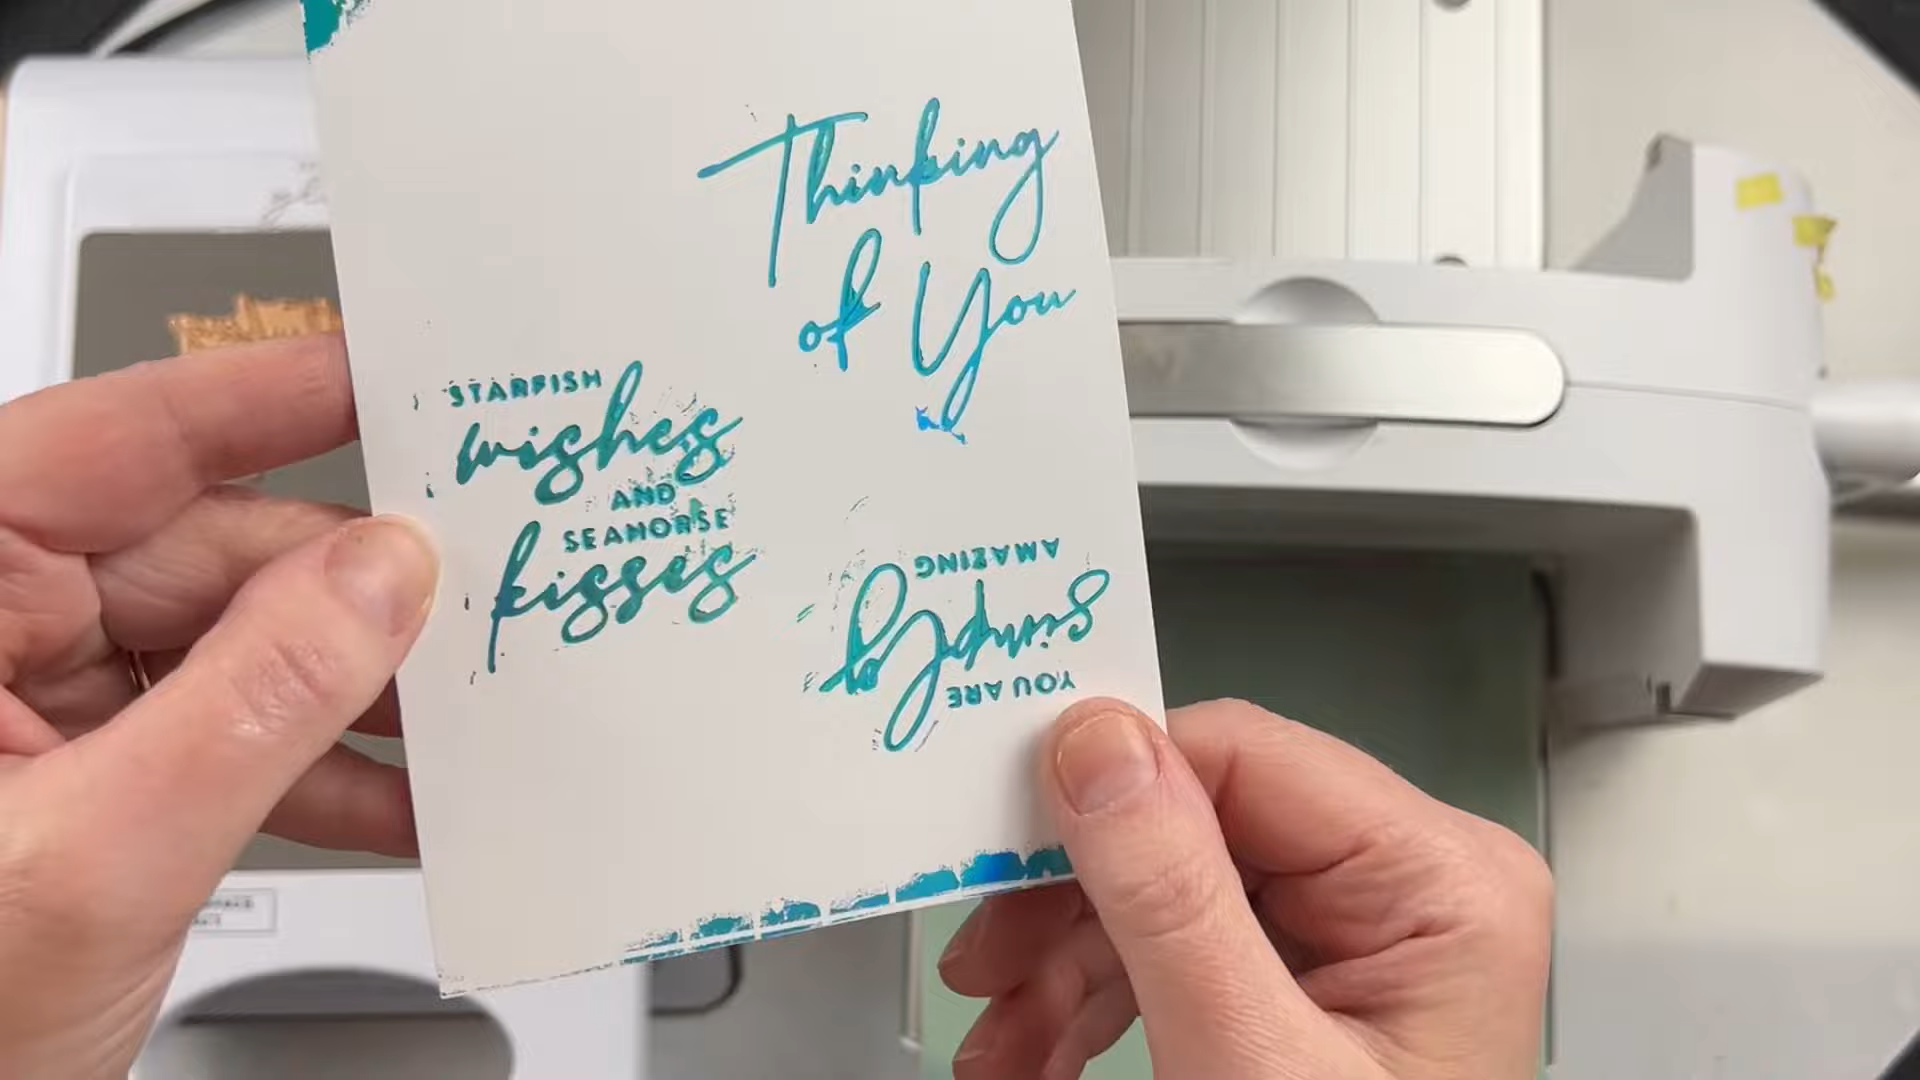 Thinking
of You
STARFISH
wishes
AND
SEAHORSE
kisses
YOU ARE
simply
AMAZING